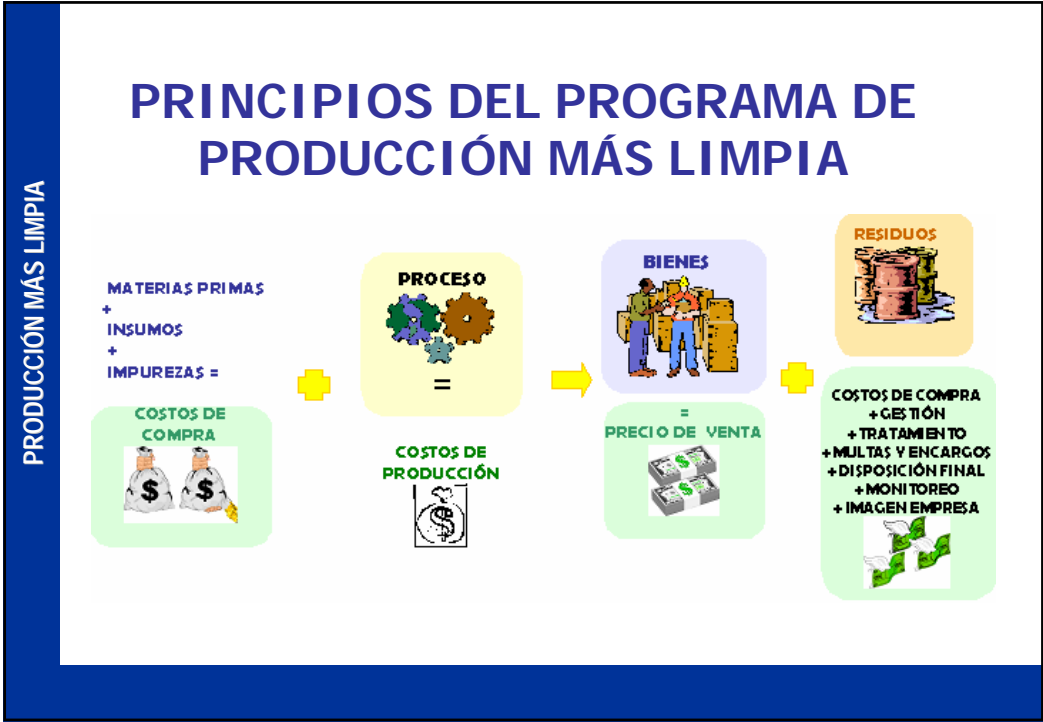 PRODUCCIÓN MÁS LIMPIA
PRINCIPIOS DEL PROGRAMA DE
PRODUCCIÓN MÁS LIMPIA
MATERIAS PRIMAS
+
INSUMOS
+
IMPUREZAS =
COSTOS DE
COMPRA
$ $
PROCESO
=
COSTOS DE
PRODUCCIÓN
$
BIENES
=
PRECIO DE VENTA
RESIDUOS
COSTOS DE COMPRA
+ GESTIÓN
+ TRATAMIENTO
+ MULTAS Y ENCARGOS
+ DISPOSICIÓN FINAL
+ MONITOREO
+ IMAGEN EMPRESA